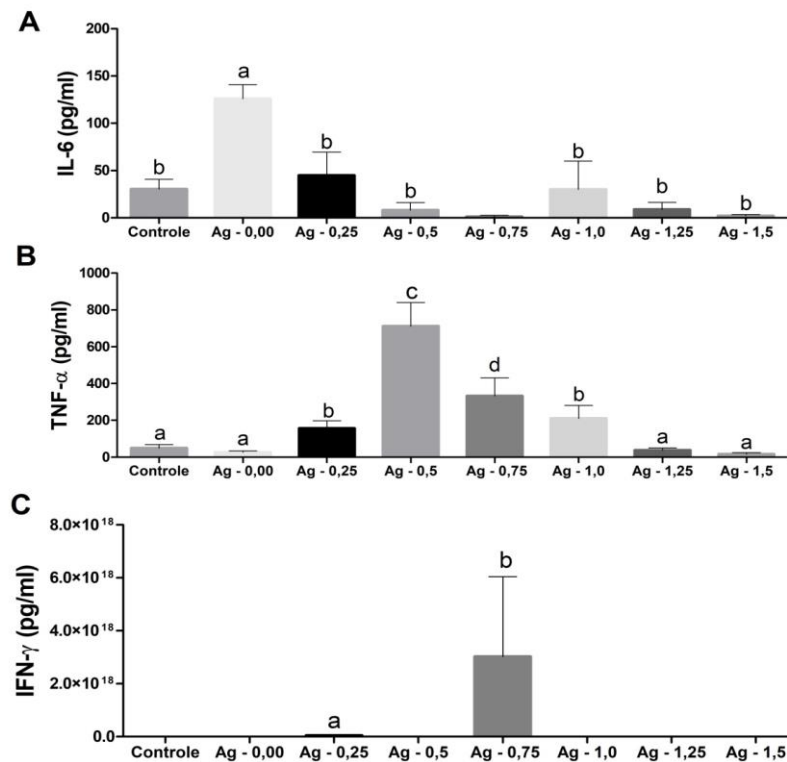 A
IL-6 (pg/ml)
200
150
100
50
0
b
a
b
b
b
b
b
Controle Ag - 0,00 Ag - 0,25 Ag - 0,5 Ag - 0,75 Ag - 1,0 Ag - 1,25 Ag - 1,5
B
TNF-α (pg/ml)
1000
800
600
400
200
0
a
a
b
c
d
b
a
a
Controle Ag - 0,00 Ag - 0,25 Ag - 0,5 Ag - 0,75 Ag - 1,0 Ag - 1,25 Ag - 1,5
C
IFN-γ (pg/ml)
8.0×10¹⁸
6.0×10¹⁸
4.0×10¹⁸
2.0×10¹⁸
0.0
a
b
Controle Ag - 0,00 Ag - 0,25 Ag - 0,5 Ag - 0,75 Ag - 1,0 Ag - 1,25 Ag - 1,5